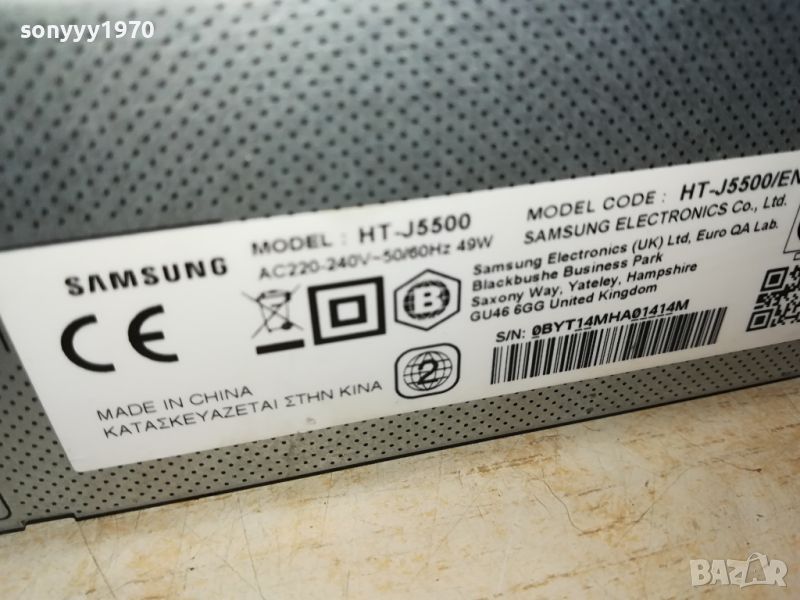 sonyyy1970
SAMSUNG
MODEL : HT-J5500
AC220-240V~50/60Hz 49W
MODEL CODE : HT-J5500/EN
SAMSUNG ELECTRONICS Co., Ltd.
Samsung Electronics (UK) Ltd, Euro QA Lab.
Blackbushe Business Park
Saxony Way, Yateley, Hampshire
GU46 6GG United Kingdom
S/N: 0BYT14MHA01414M
CE
B
2
MADE IN CHINA
ΚΑΤΑΣΚΕΥΑΖΕΤΑΙ ΣΤΗΝ ΚΙΝΑ
BAZAR